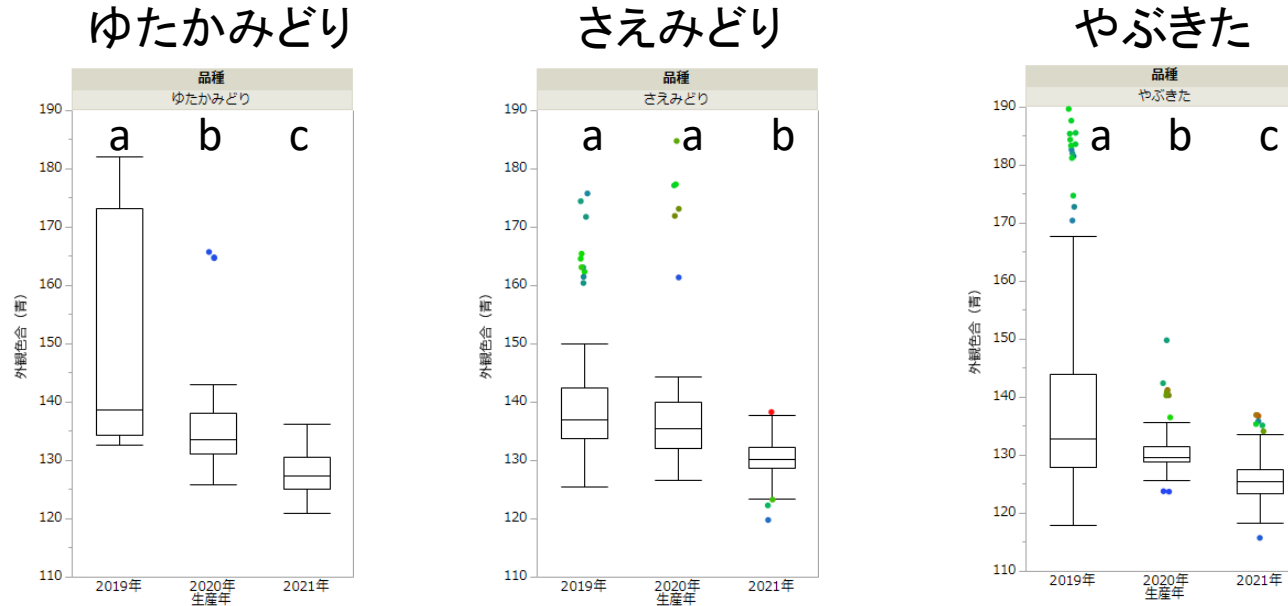 ゆたかみどり
品種
ゆたかみどり
a b c
190
180
170
160
150
140
130
120
110
外観色合（青）
2019年 2020年 2021年
生産年
さえみどり
品種
さえみどり
a a b
190
180
170
160
150
140
130
120
110
外観色合（青）
2019年 2020年 2021年
生産年
やぶきた
品種
やぶきた
a b c
190
180
170
160
150
140
130
120
110
外観色合（青）
2019年 2020年 2021年
生産年